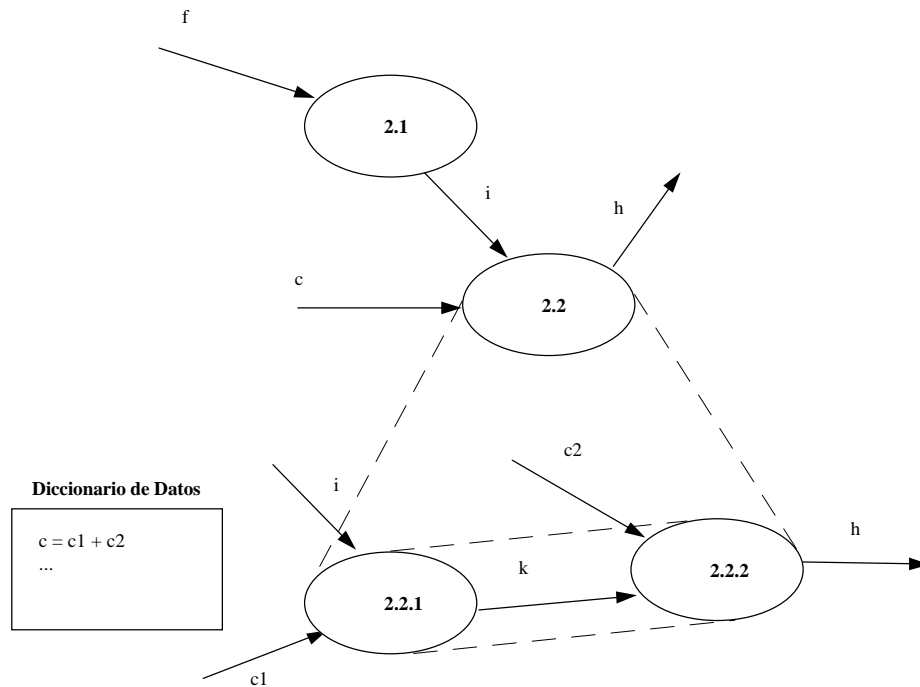 f
2.1
i
h
c
2.2
c2
i
Diccionario de Datos
c = c1 + c2
...
h
k
2.2.2
2.2.1
c1